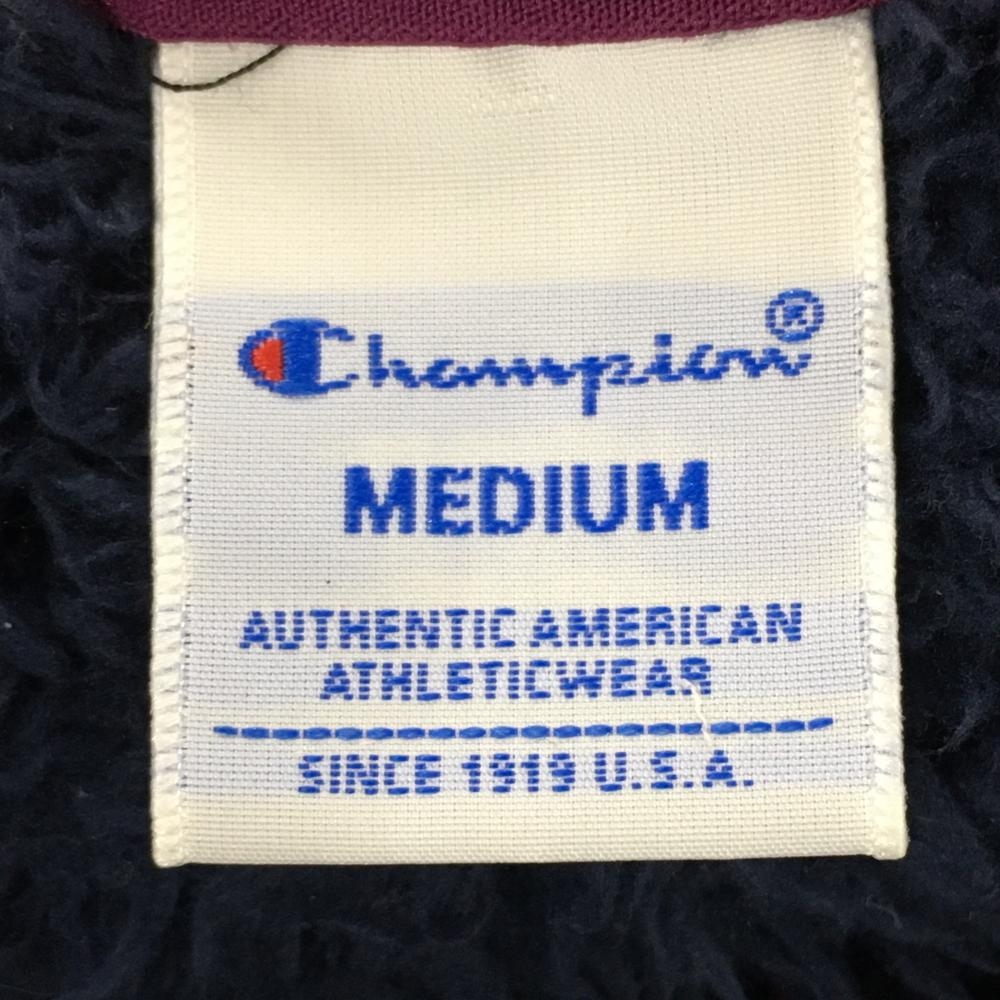 Champion®
MEDIUM
AUTHENTIC AMERICAN
ATHLETICWEAR
SINCE 1919 U.S.A.